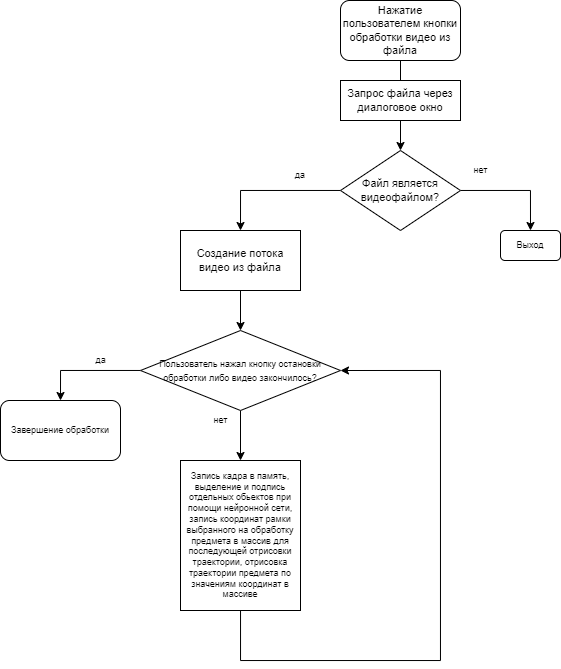 Нажатие
пользователем кнопки
обработки видео из
файла
Запрос файла через
диалоговое окно
да
нет
Файл является
видеофайлом?
Выход
Создание потока
видео из файла
да
Пользователь нажал кнопку остановки
обработки либо видео закончилось?
Завершение обработки
нет
Запись кадра в память,
выделение и подпись
отдельных обьектов при
помощи нейронной сети,
запись координат рамки
выбранного на обработку
предмета в массив для
последующей отрисовки
траектории, отрисовка
траектории предмета по
значениям координат в
массиве